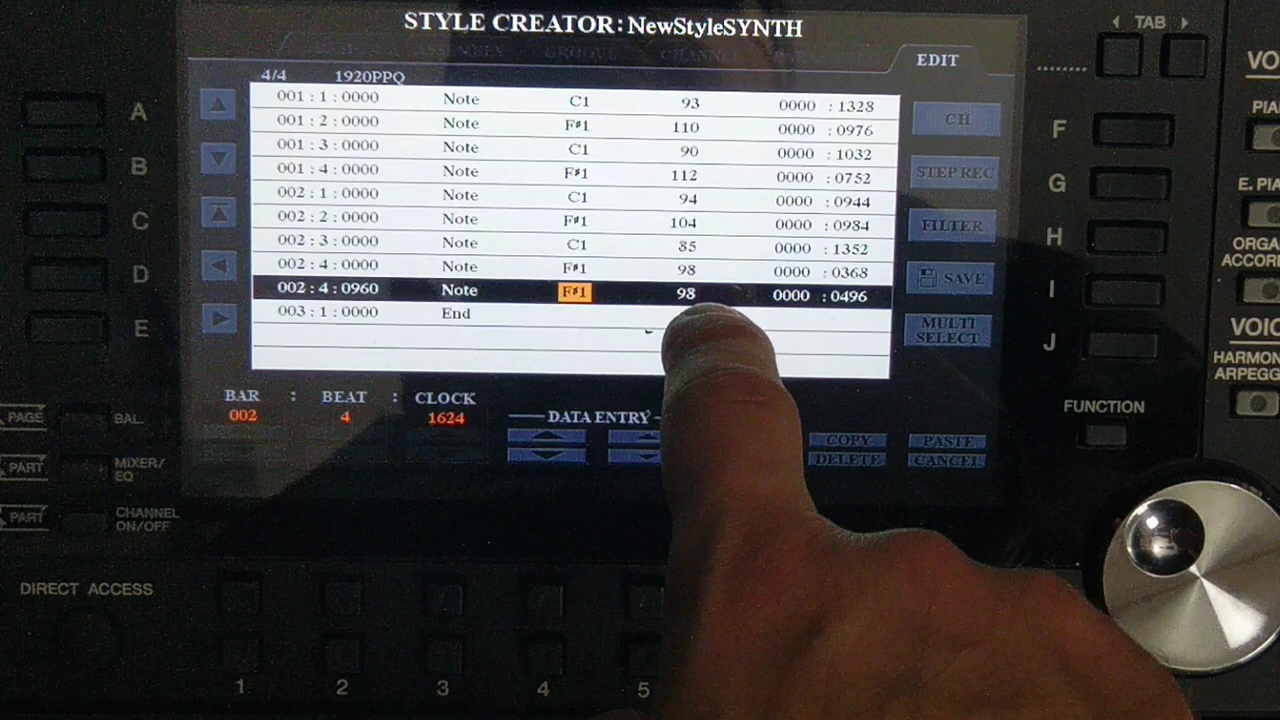 STYLE CREATOR:NewStyleSYNTH
TAB
BASIC ASSEMBLY GROOVE CHANNEL
EDIT
4/4 1920PPQ
001:1:0000 Note C1 93 0000 :1328
001:2:0000 Note F#1 110 0000 :0976
001:3:0000 Note C1 90 0000 :1032
001:4:0000 Note F#1 112 0000 :0752
002:1:0000 Note C1 94 0000 :0944
002:2:0000 Note F#1 104 0000 :0984
002:3:0000 Note C1 85 0000 :1352
002:4:0000 Note F#1 98 0000 :0368
002:4:0960 Note F#1 98 0000 :0496
003:1:0000 End
CH
STEP REC
FILTER
SAVE
MULTI
SELECT
A
B
C
D
E
F
G
H
I
J
VO
PIA
E. PIA
ORGA
ACCOR
VOIC
HARMON
ARPEGG
BAR : BEAT : CLOCK
002 4 1624
DATA ENTRY
COPY PASTE
DELETE CANCEL
FUNCTION
PAGE BAL.
PART MIXER/
EQ
PART CHANNEL
ON/OFF
DIRECT ACCESS
1 2 3 4 5